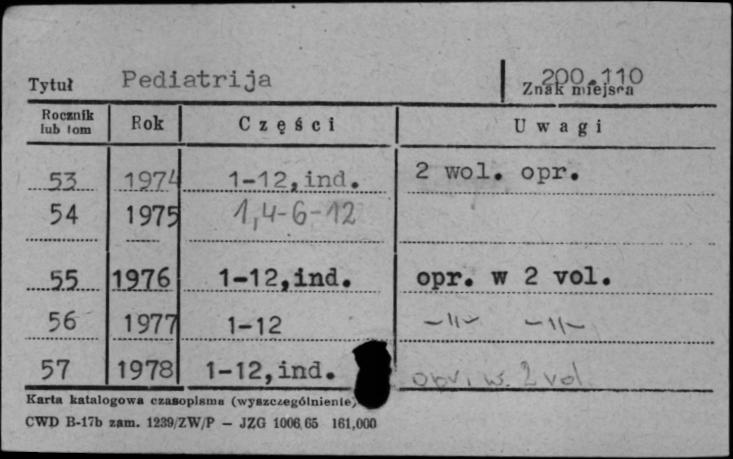 Tytuł Pediatrija 200.110
Znak miejsca
Rocznik lub tom Rok Części Uwagi
53 1974 1-12,ind. 2 wol. opr.
54 1975 1,4-6-12
55 1976 1-12,ind. opr. w 2 vol.
56 1977 1-12 -"- -"-
57 1978 1-12,ind. opr. w. 2 vol
Karta katalogowa czasopisma (wyszczególnienie)
CWD B-17b zam. 1239/ZW/P — JZG 1006 65 161,000